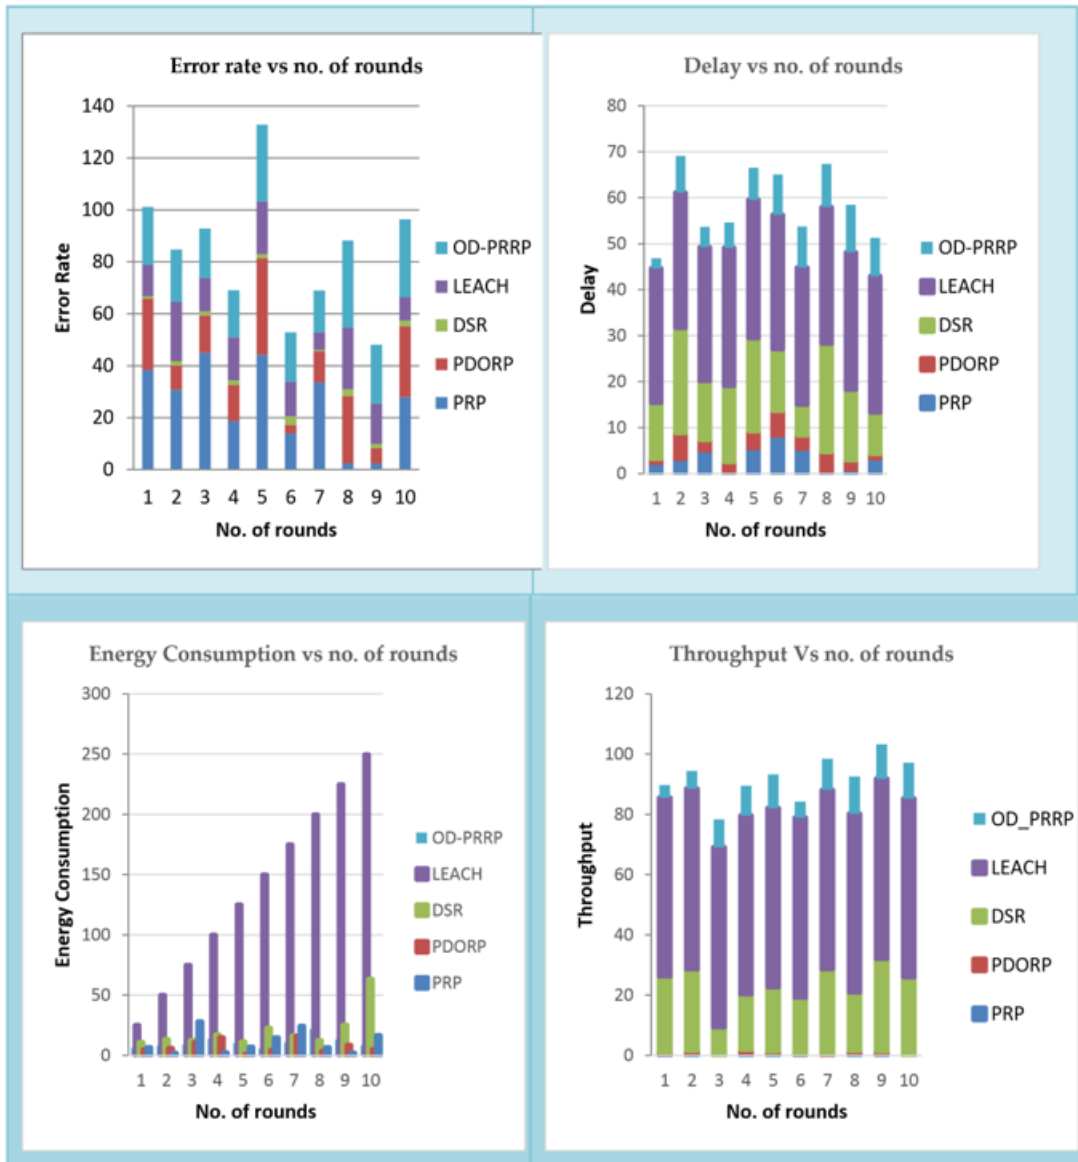 Error rate vs no. of rounds
140
120
100
80
60
40
20
0
Error Rate
1 2 3 4 5 6 7 8 9 10
No. of rounds
OD-PRRP
LEACH
DSR
PDORP
PRP
Delay vs no. of rounds
80
70
60
50
40
30
20
10
0
Delay
1 2 3 4 5 6 7 8 9 10
No. of rounds
OD-PRRP
LEACH
DSR
PDORP
PRP
Energy Consumption vs no. of rounds
300
250
200
150
100
50
0
Energy Consumption
1 2 3 4 5 6 7 8 9 10
No. of rounds
OD-PRRP
LEACH
DSR
PDORP
PRP
Throughput Vs no. of rounds
120
100
80
60
40
20
0
Throughput
1 2 3 4 5 6 7 8 9 10
No. of rounds
OD_PRRP
LEACH
DSR
PDORP
PRP